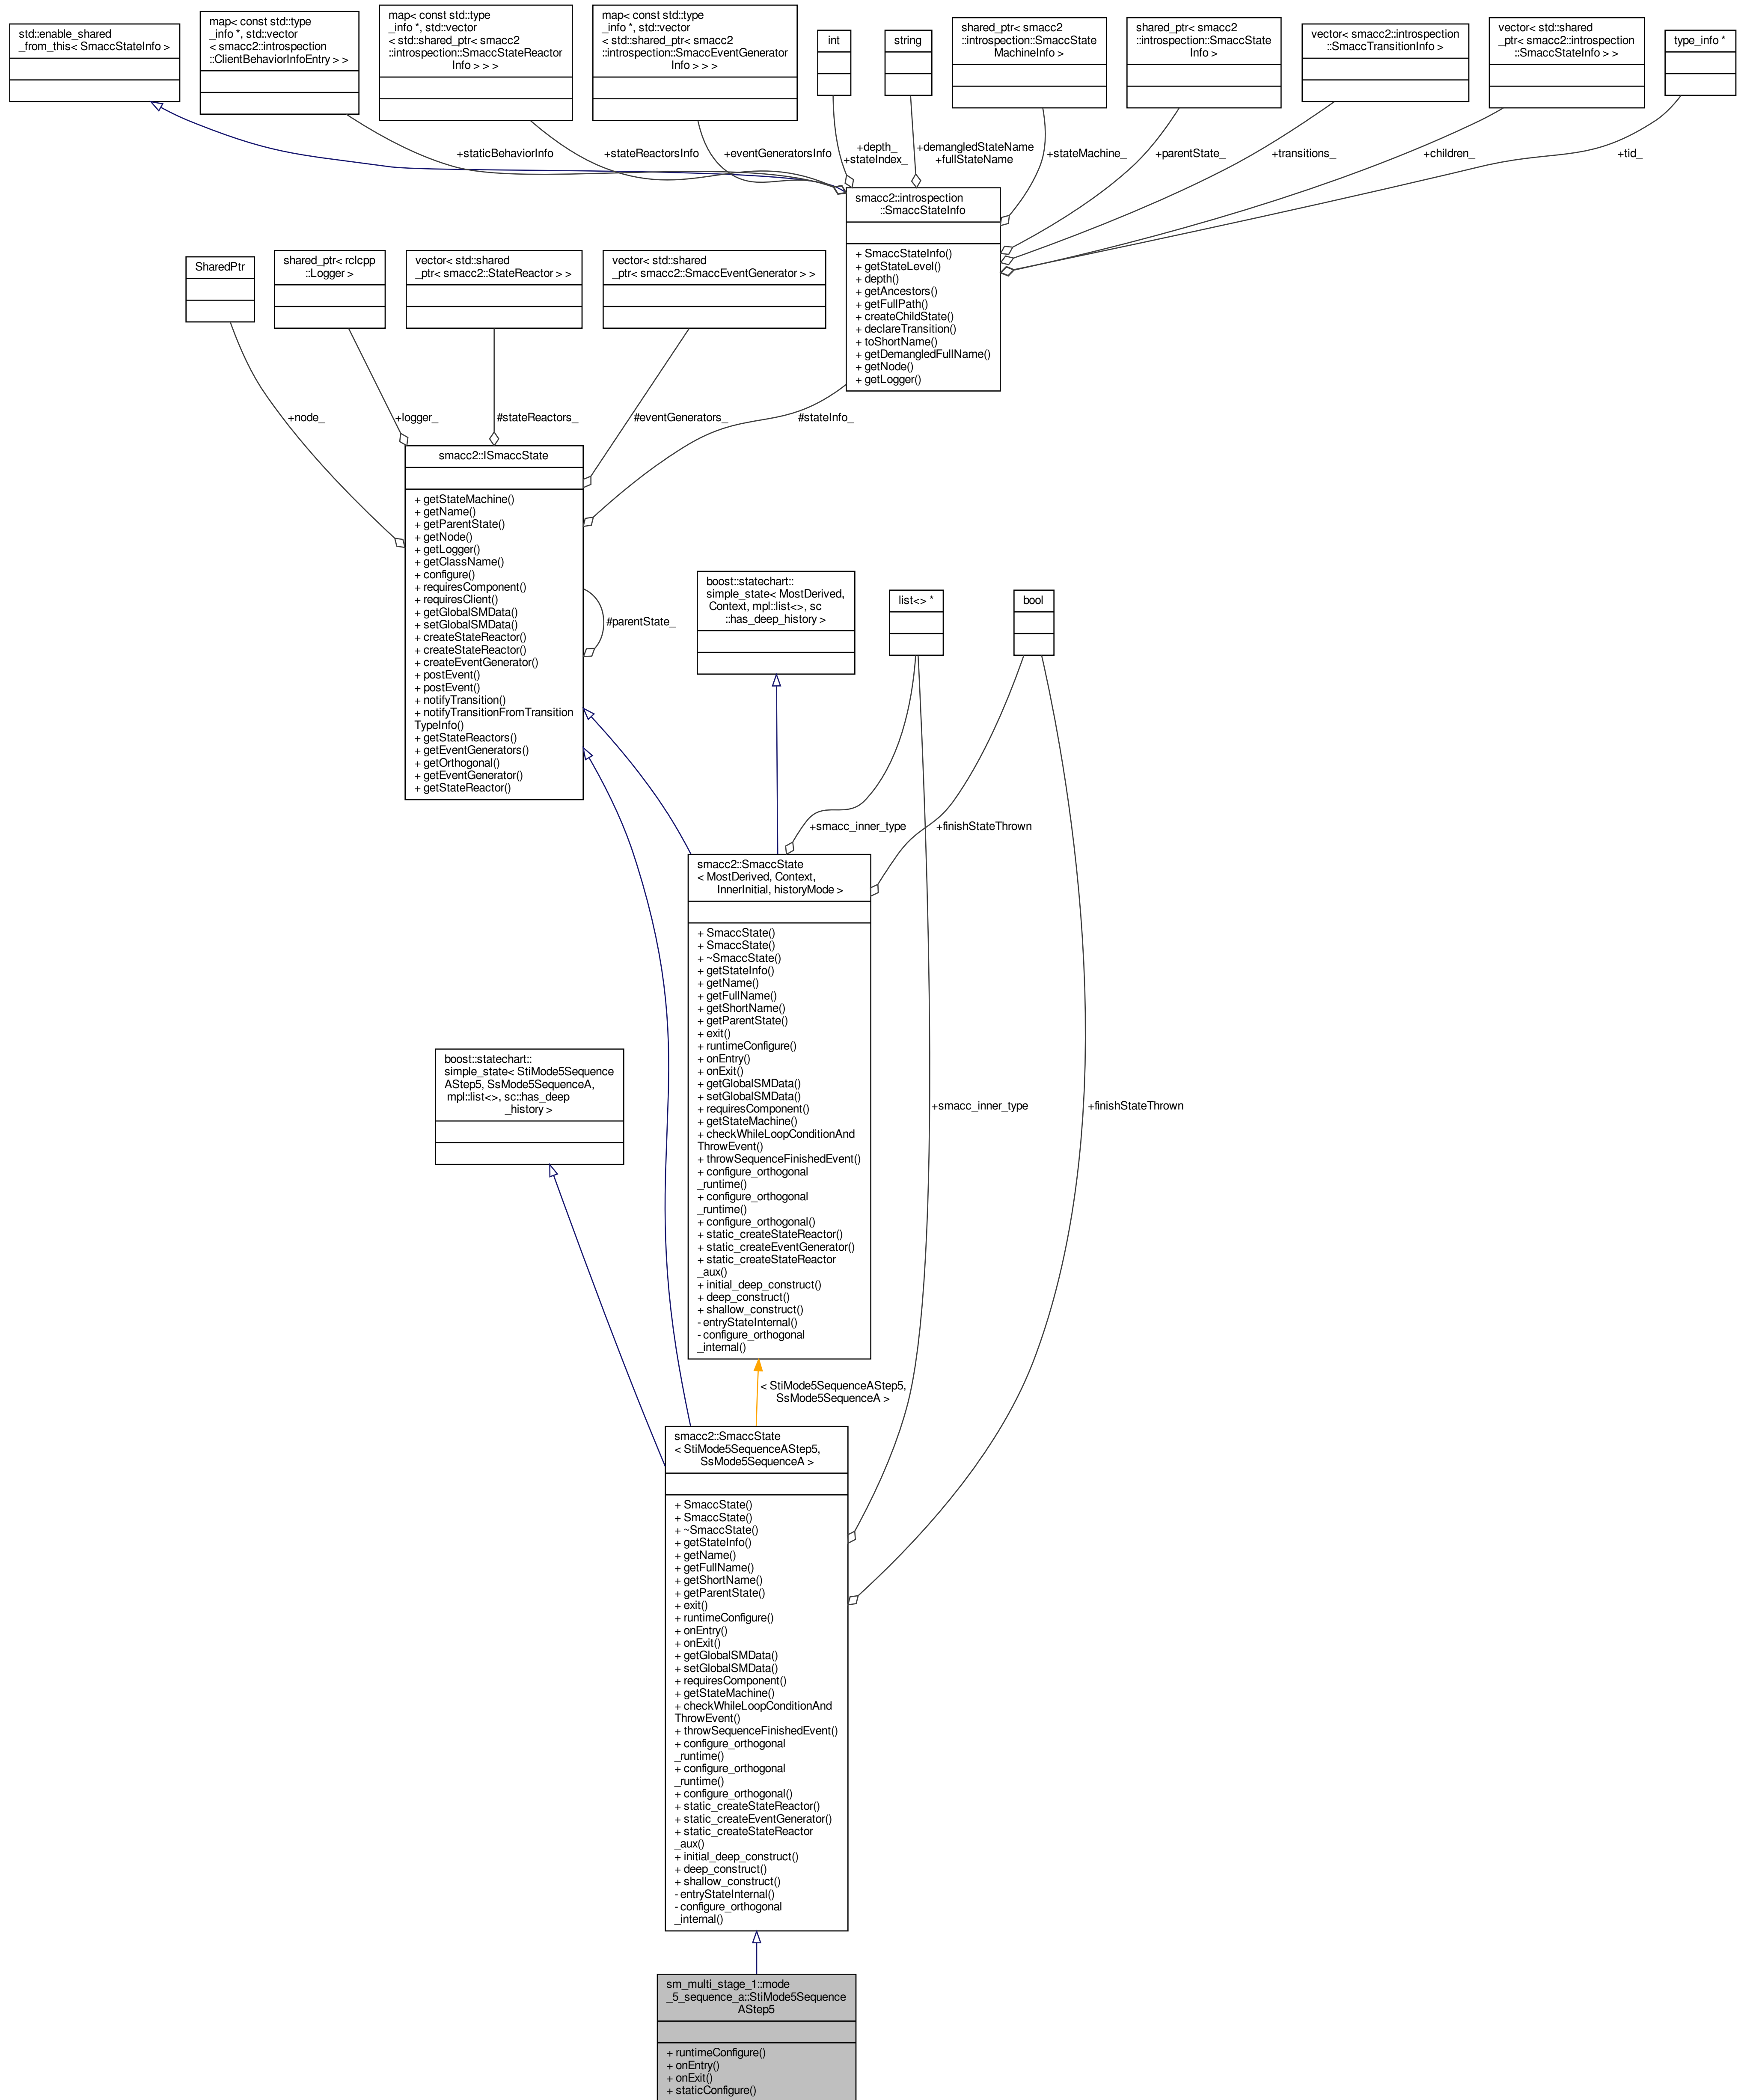 std::enable_shared
_from_this< SmaccStateInfo >
map< const std::type
_info *, std::vector
< smacc2::introspection
::ClientBehaviorInfoEntry > >
map< const std::type
_info *, std::vector
< std::shared_ptr< smacc2
::introspection::SmaccStateReactor
Info > > >
map< const std::type
_info *, std::vector
< std::shared_ptr< smacc2
::introspection::SmaccEventGenerator
Info > > >
int
string
shared_ptr< smacc2
::introspection::SmaccState
MachineInfo >
shared_ptr< smacc2
::introspection::SmaccState
Info >
vector< smacc2::introspection
::SmaccTransitionInfo >
vector< std::shared
_ptr< smacc2::introspection
::SmaccStateInfo > >
type_info *
+staticBehaviorInfo
+stateReactorsInfo
+eventGeneratorsInfo
+depth_
+stateIndex_
+demangledStateName
+fullStateName
+stateMachine_
+parentState_
+transitions_
+children_
+tid_
smacc2::introspection
::SmaccStateInfo
+ SmaccStateInfo()
+ getStateLevel()
+ depth()
+ getAncestors()
+ getFullPath()
+ createChildState()
+ declareTransition()
+ toShortName()
+ getDemangledFullName()
+ getNode()
+ getLogger()
SharedPtr
shared_ptr< rclcpp
::Logger >
vector< std::shared
_ptr< smacc2::StateReactor > >
vector< std::shared
_ptr< smacc2::SmaccEventGenerator > >
+node_
+logger_
#stateReactors_
#eventGenerators_
#stateInfo_
smacc2::ISmaccState
+ getStateMachine()
+ getName()
+ getParentState()
+ getNode()
+ getLogger()
+ getClassName()
+ configure()
+ requiresComponent()
+ requiresClient()
+ getGlobalSMData()
+ setGlobalSMData()
+ createStateReactor()
+ createStateReactor()
+ createEventGenerator()
+ postEvent()
+ postEvent()
+ notifyTransition()
+ notifyTransitionFromTransition
TypeInfo()
+ getStateReactors()
+ getEventGenerators()
+ getOrthogonal()
+ getEventGenerator()
+ getStateReactor()
#parentState_
boost::statechart::
simple_state< MostDerived,
Context, mpl::list<>, sc
::has_deep_history >
list<> *
bool
+smacc_inner_type
+finishStateThrown
smacc2::SmaccState
< MostDerived, Context,
InnerInitial, historyMode >
+ SmaccState()
+ SmaccState()
+ ~SmaccState()
+ getStateInfo()
+ getName()
+ getFullName()
+ getShortName()
+ getParentState()
+ exit()
+ runtimeConfigure()
+ onEntry()
+ onExit()
+ getGlobalSMData()
+ setGlobalSMData()
+ requiresComponent()
+ getStateMachine()
+ checkWhileLoopConditionAnd
ThrowEvent()
+ throwSequenceFinishedEvent()
+ configure_orthogonal
_runtime()
+ configure_orthogonal
_runtime()
+ configure_orthogonal()
+ static_createStateReactor()
+ static_createEventGenerator()
+ static_createStateReactor
_aux()
+ initial_deep_construct()
+ deep_construct()
+ shallow_construct()
- entryStateInternal()
- configure_orthogonal
_internal()
boost::statechart::
simple_state< StiMode5Sequence
AStep5, SsMode5SequenceA,
mpl::list<>, sc::has_deep
_history >
+smacc_inner_type
+finishStateThrown
< StiMode5SequenceAStep5,
SsMode5SequenceA >
smacc2::SmaccState
< StiMode5SequenceAStep5,
SsMode5SequenceA >
+ SmaccState()
+ SmaccState()
+ ~SmaccState()
+ getStateInfo()
+ getName()
+ getFullName()
+ getShortName()
+ getParentState()
+ exit()
+ runtimeConfigure()
+ onEntry()
+ onExit()
+ getGlobalSMData()
+ setGlobalSMData()
+ requiresComponent()
+ getStateMachine()
+ checkWhileLoopConditionAnd
ThrowEvent()
+ throwSequenceFinishedEvent()
+ configure_orthogonal
_runtime()
+ configure_orthogonal
_runtime()
+ configure_orthogonal()
+ static_createStateReactor()
+ static_createEventGenerator()
+ static_createStateReactor
_aux()
+ initial_deep_construct()
+ deep_construct()
+ shallow_construct()
- entryStateInternal()
- configure_orthogonal
_internal()
sm_multi_stage_1::mode
_5_sequence_a::StiMode5Sequence
AStep5
+ runtimeConfigure()
+ onEntry()
+ onExit()
+ staticConfigure()